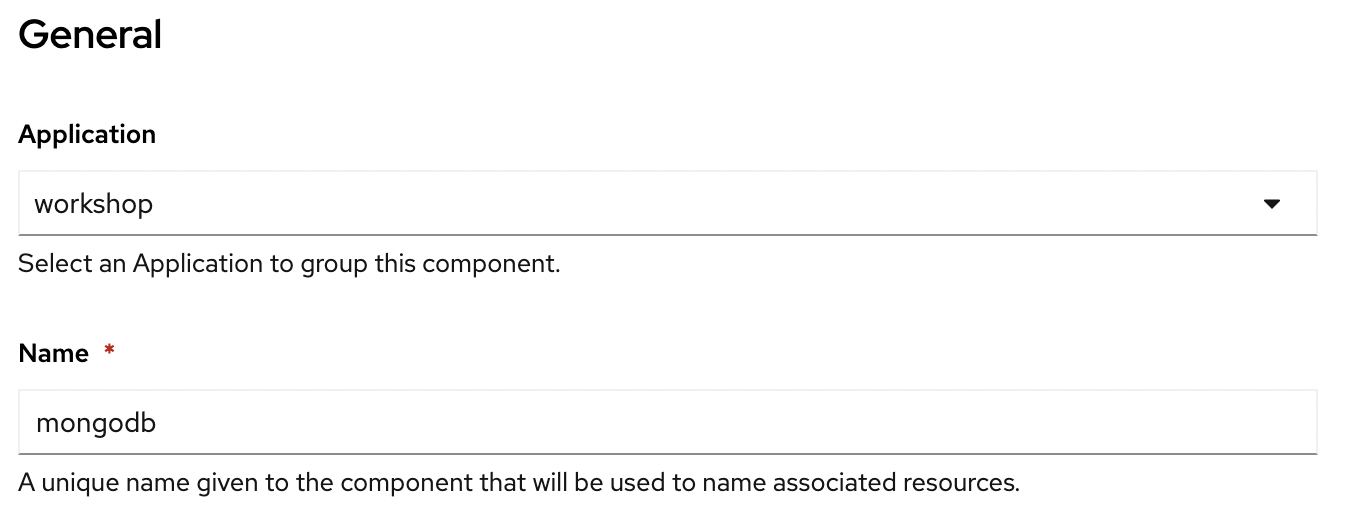 General
Application
workshop
Select an Application to group this component.
Name *
mongodb
A unique name given to the component that will be used to name associated resources.